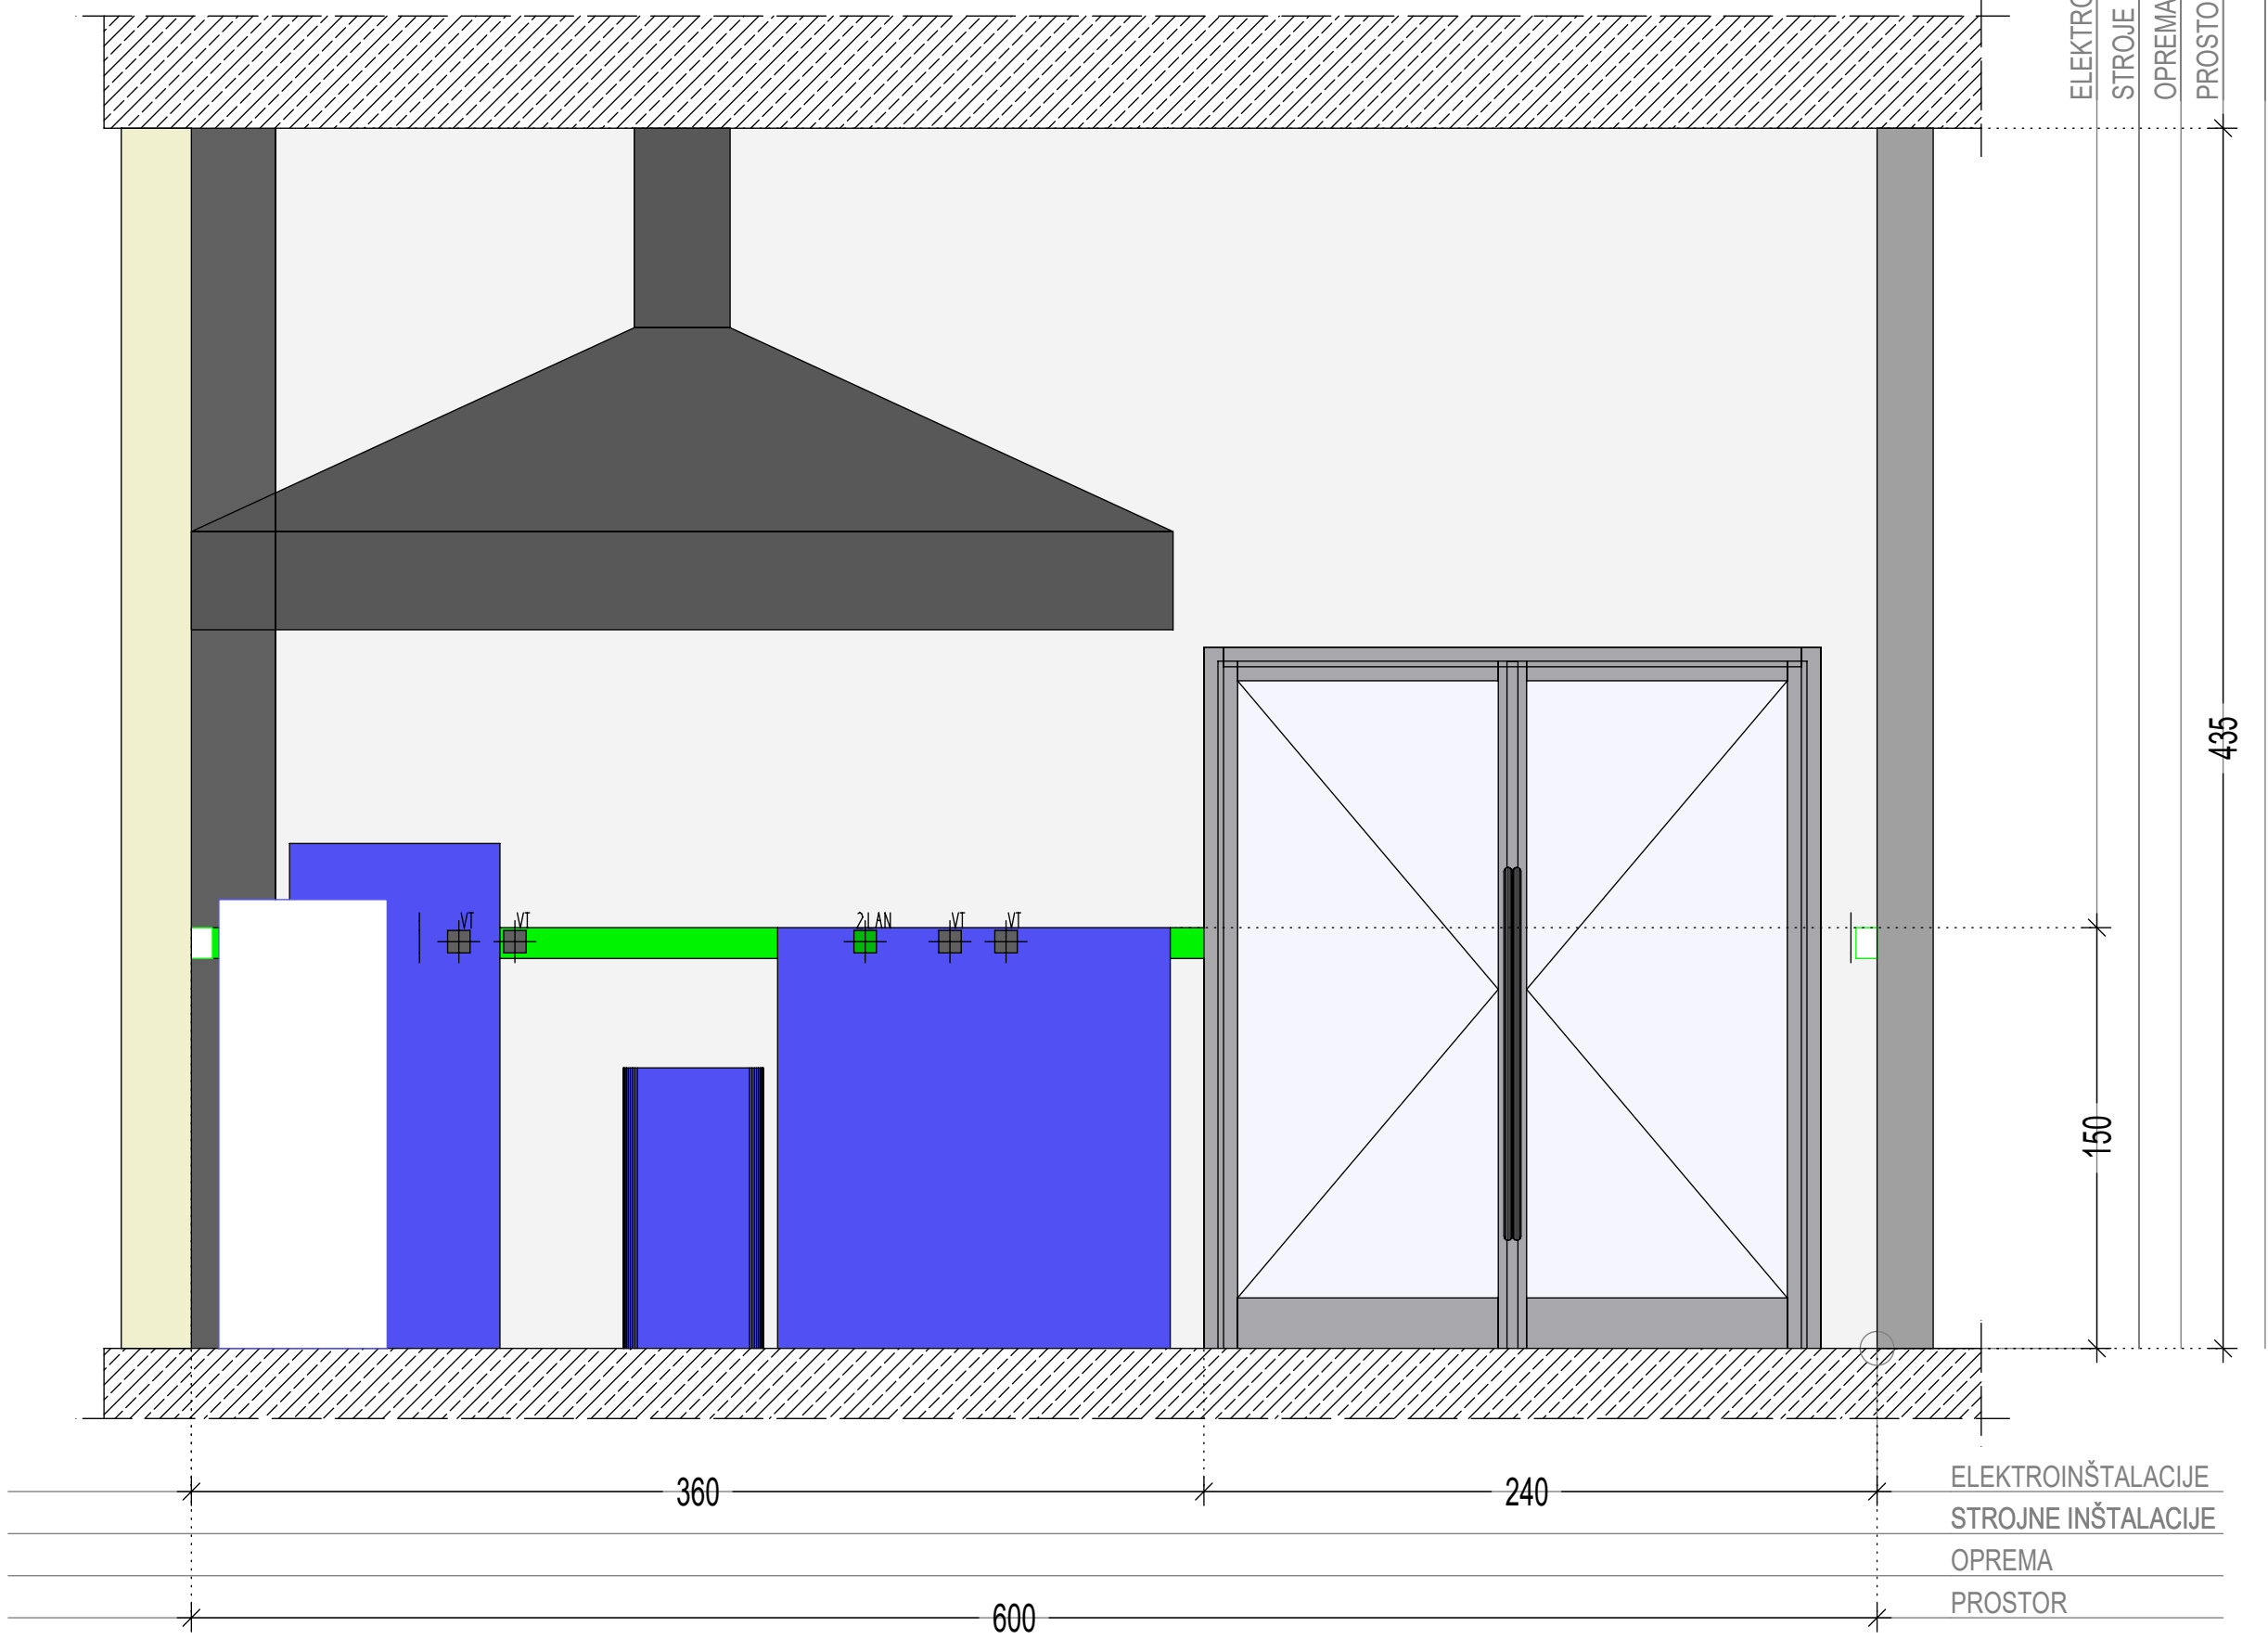 ELEKTRO
STROJE
OPREMA
PROSTO
435
VT
VT
2LAN
VT
VT
150
360
240
ELEKTROINŠTALACIJE
STROJNE INŠTALACIJE
OPREMA
600
PROSTOR